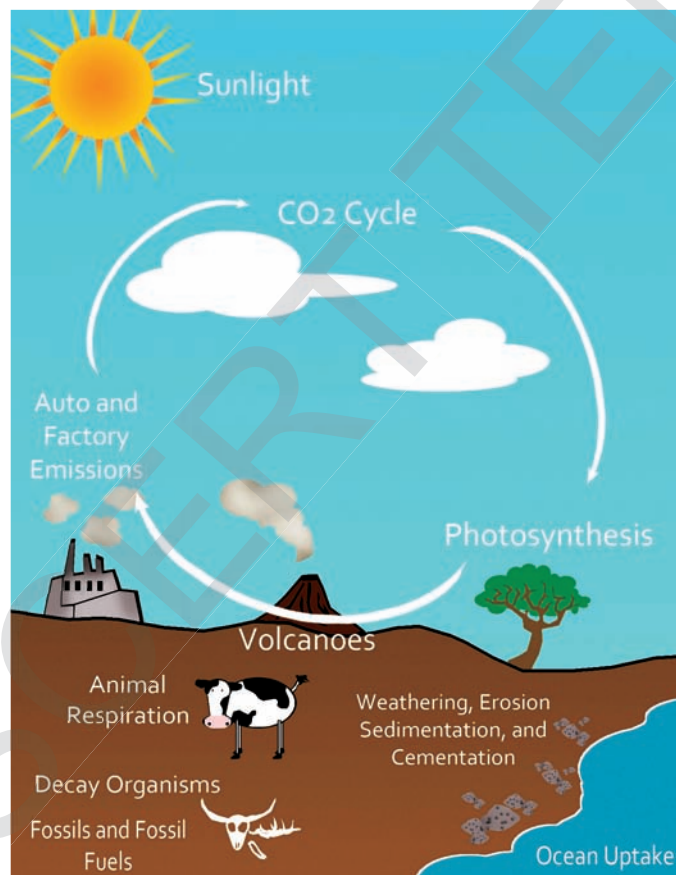 Sunlight
CO2 Cycle
Auto and
Factory
Emissions
Photosynthesis
Volcanoes
Animal
Respiration
Weathering, Erosion
Sedimentation, and
Cementation
Decay Organisms
Fossils and Fossil
Fuels
Ocean Uptake